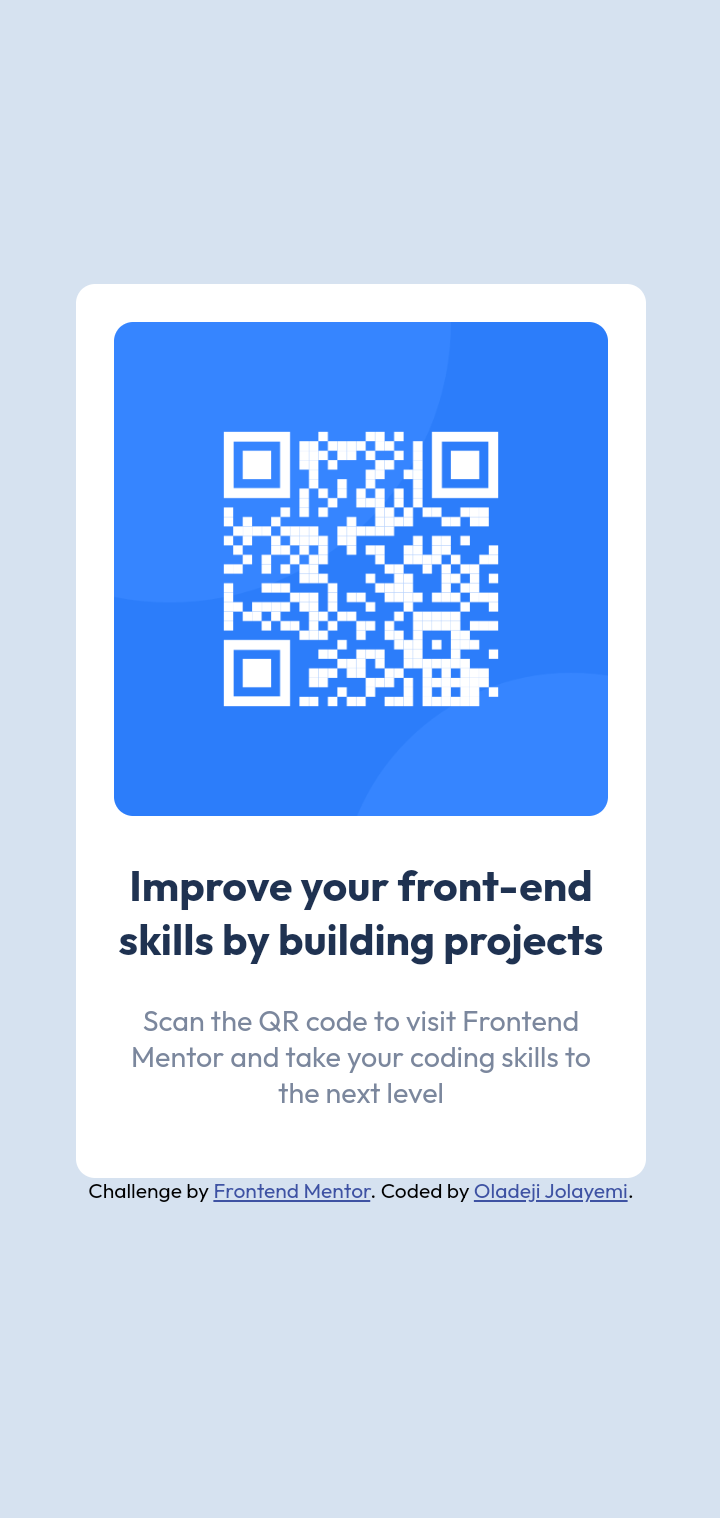 Improve your front-end
skills by building projects
Scan the QR code to visit Frontend
Mentor and take your coding skills to
the next level
Challenge by Frontend Mentor. Coded by Oladeji Jolayemi.